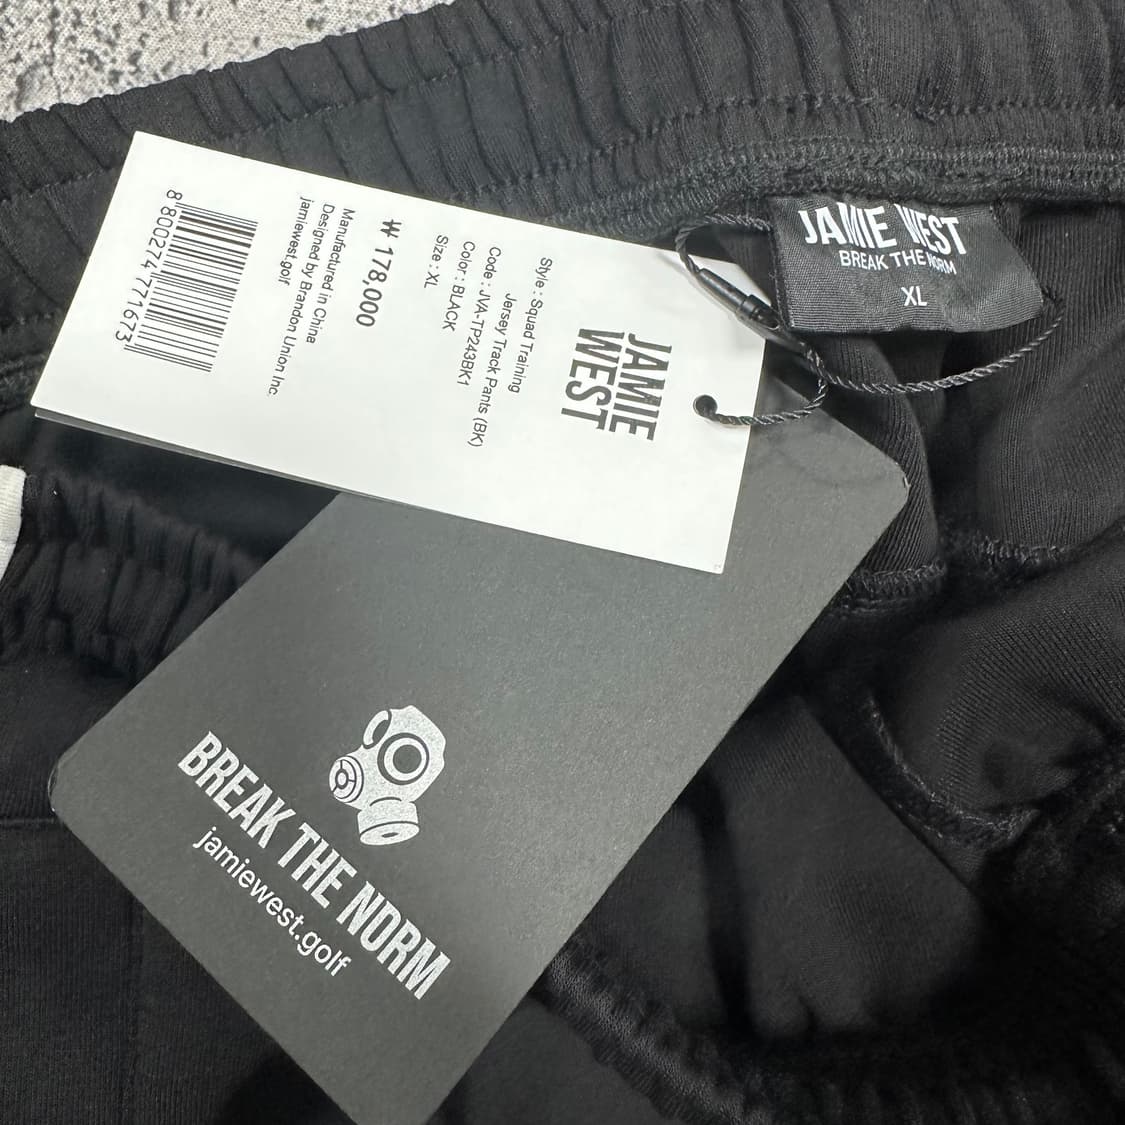 JAMIE WEST
BREAK THE NORM
XL
JAMIE
WEST
Style : Squad Training
Jersey Track Pants (BK)
Code : JVA-TP243BK1
Color : BLACK
Size : XL
₩ 178,000
Manufactured in China
Designed by Brandon Union Inc.
jamiewest.golf
8 800274 771673
BREAK THE NORM
jamiewest.golf